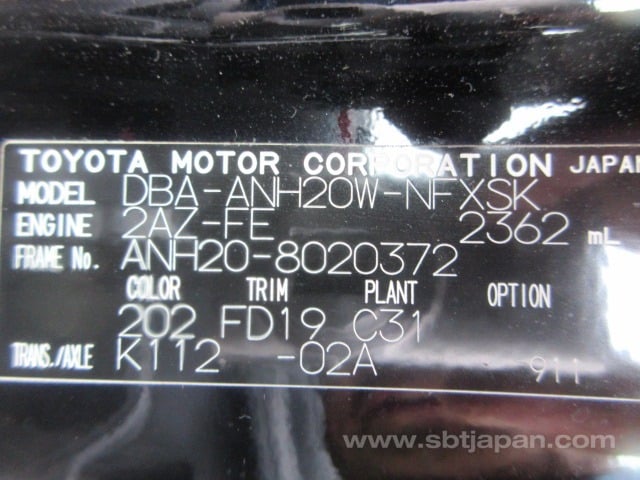 TOYOTA MOTOR CORPORATION JAPAN
MODEL DBA-ANH20W-NFXSK
ENGINE 2AZ-FE 2362 mL
FRAME No. ANH20-8020372
COLOR TRIM PLANT OPTION
202 FD19 C31
TRANS./AXLE K112 -02A 911
www.sbtjapan.com